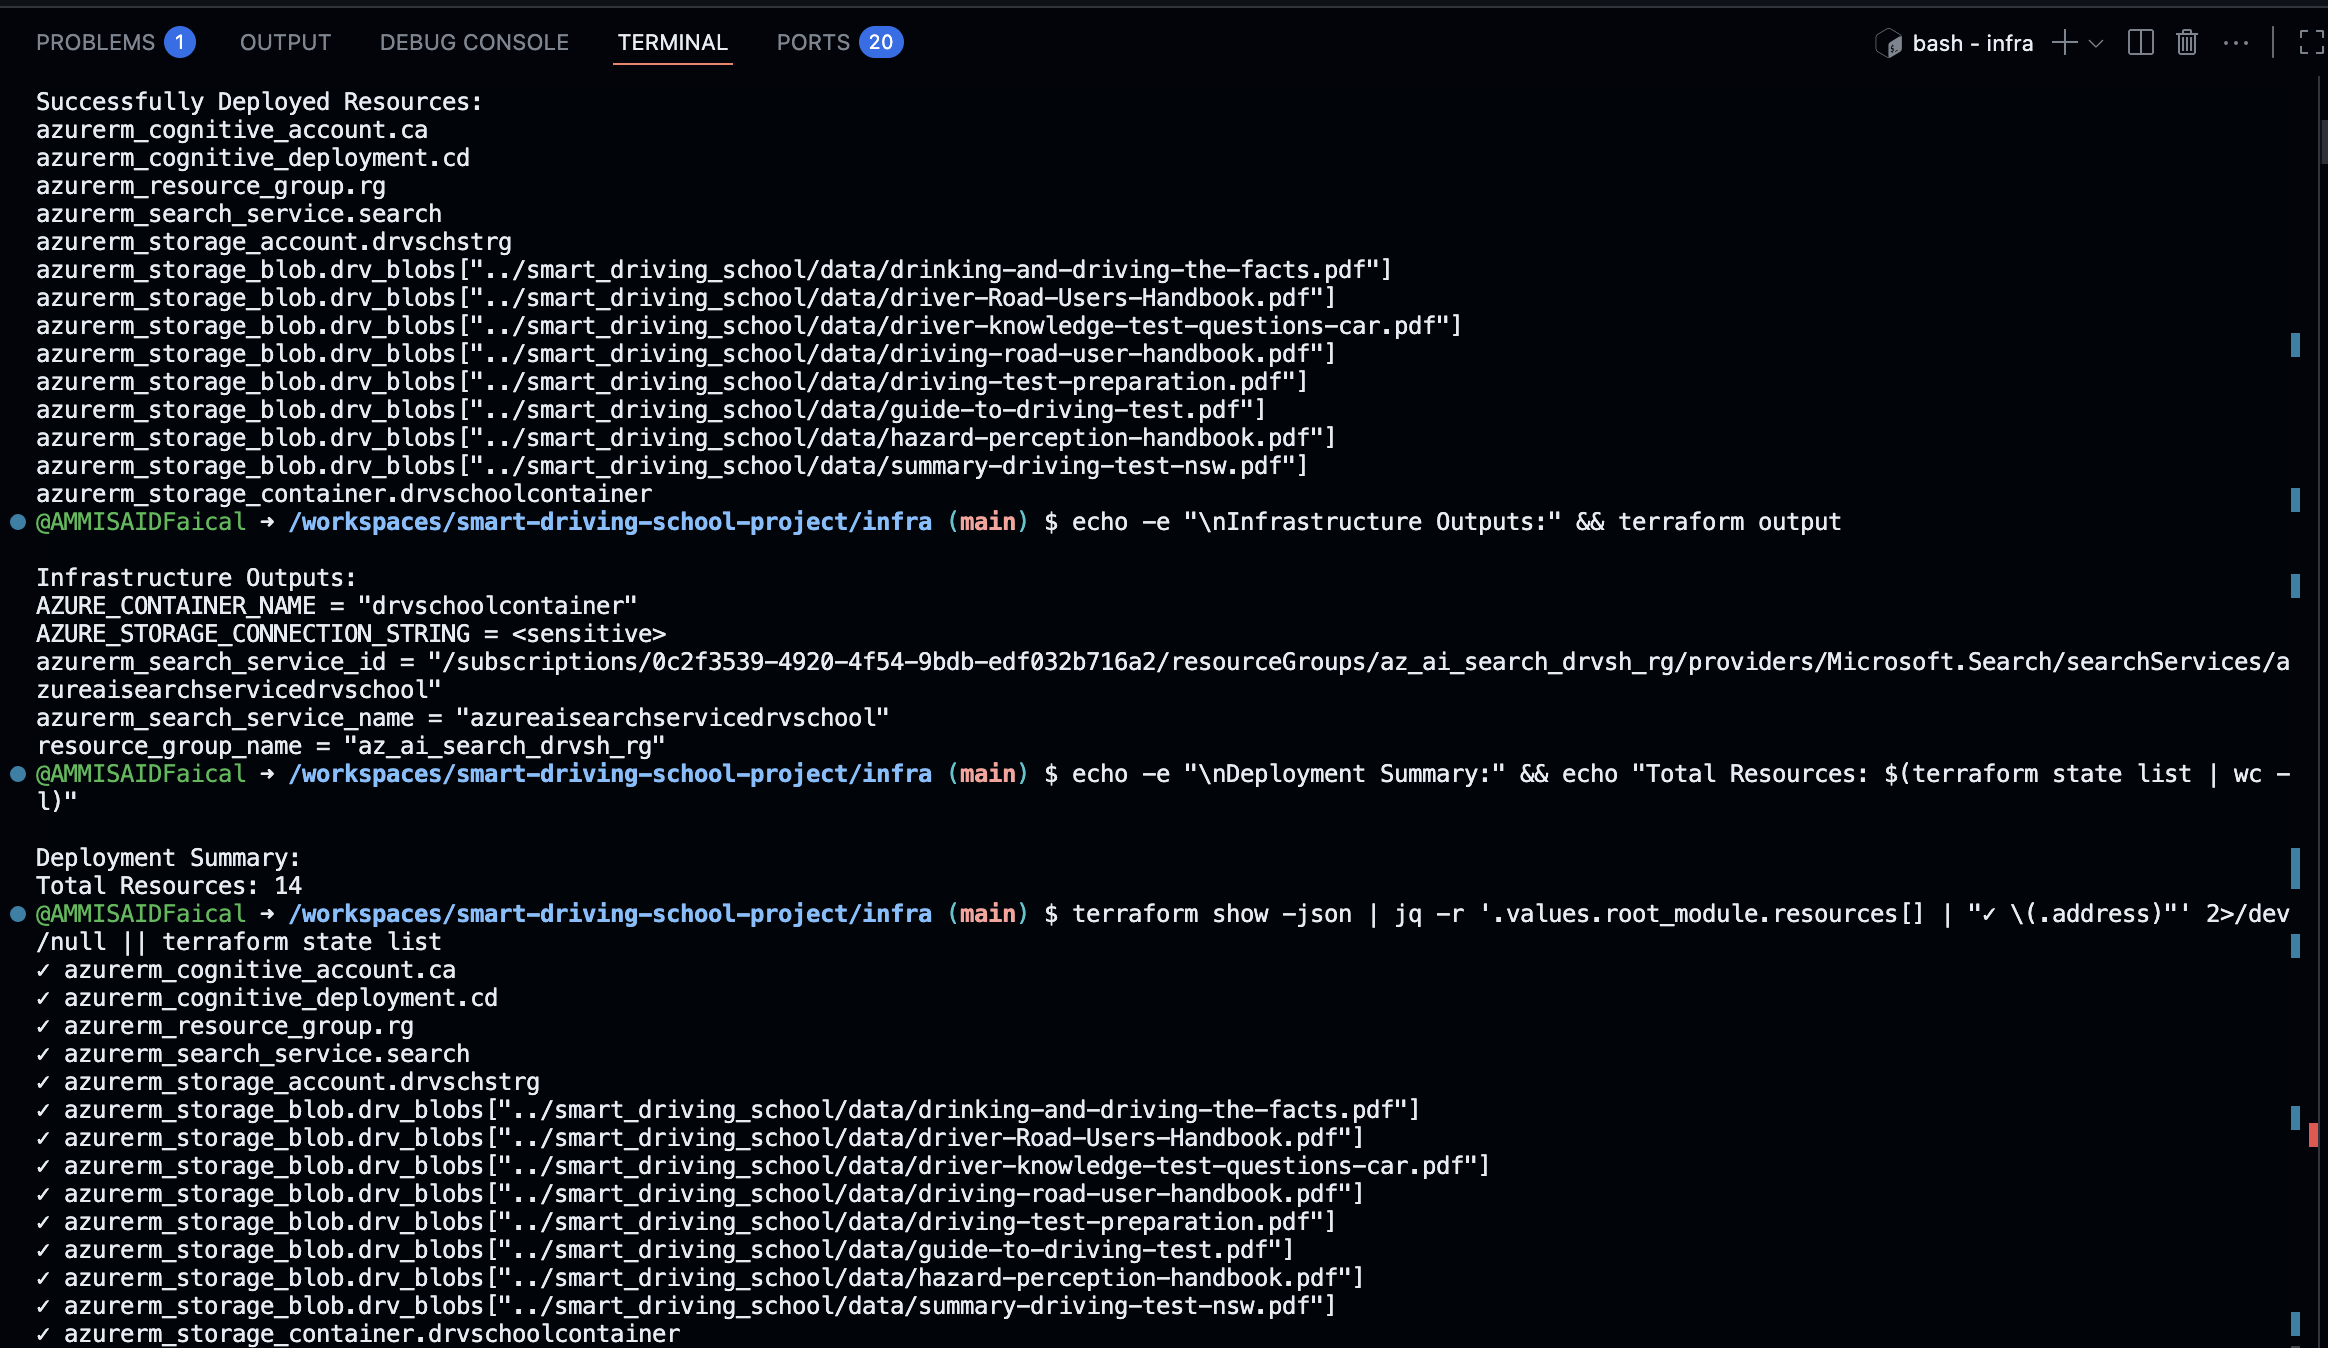 PROBLEMS 1 OUTPUT DEBUG CONSOLE TERMINAL PORTS 20 bash - infra
Successfully Deployed Resources:
azurerm_cognitive_account.ca
azurerm_cognitive_deployment.cd
azurerm_resource_group.rg
azurerm_search_service.search
azurerm_storage_account.drvschstrg
azurerm_storage_blob.drv_blobs["../smart_driving_school/data/drinking-and-driving-the-facts.pdf"]
azurerm_storage_blob.drv_blobs["../smart_driving_school/data/driver-Road-Users-Handbook.pdf"]
azurerm_storage_blob.drv_blobs["../smart_driving_school/data/driver-knowledge-test-questions-car.pdf"]
azurerm_storage_blob.drv_blobs["../smart_driving_school/data/driving-road-user-handbook.pdf"]
azurerm_storage_blob.drv_blobs["../smart_driving_school/data/driving-test-preparation.pdf"]
azurerm_storage_blob.drv_blobs["../smart_driving_school/data/guide-to-driving-test.pdf"]
azurerm_storage_blob.drv_blobs["../smart_driving_school/data/hazard-perception-handbook.pdf"]
azurerm_storage_blob.drv_blobs["../smart_driving_school/data/summary-driving-test-nsw.pdf"]
azurerm_storage_container.drvschoolcontainer
@AMMISAIDFaical ➜ /workspaces/smart-driving-school-project/infra (main) $ echo -e "\nInfrastructure Outputs:" && terraform output
Infrastructure Outputs:
AZURE_CONTAINER_NAME = "drvschoolcontainer"
AZURE_STORAGE_CONNECTION_STRING = <sensitive>
azurerm_search_service_id = "/subscriptions/0c2f3539-4920-4f54-9bdb-edf032b716a2/resourceGroups/az_ai_search_drvsh_rg/providers/Microsoft.Search/searchServices/a
zureaisearchservicedrvschool"
azurerm_search_service_name = "azureaisearchservicedrvschool"
resource_group_name = "az_ai_search_drvsh_rg"
@AMMISAIDFaical ➜ /workspaces/smart-driving-school-project/infra (main) $ echo -e "\nDeployment Summary:" && echo "Total Resources: $(terraform state list | wc -
l)"
Deployment Summary:
Total Resources: 14
@AMMISAIDFaical ➜ /workspaces/smart-driving-school-project/infra (main) $ terraform show -json | jq -r '.values.root_module.resources[] | "✓ \(.address)"' 2>/dev
/null || terraform state list
✓ azurerm_cognitive_account.ca
✓ azurerm_cognitive_deployment.cd
✓ azurerm_resource_group.rg
✓ azurerm_search_service.search
✓ azurerm_storage_account.drvschstrg
✓ azurerm_storage_blob.drv_blobs["../smart_driving_school/data/drinking-and-driving-the-facts.pdf"]
✓ azurerm_storage_blob.drv_blobs["../smart_driving_school/data/driver-Road-Users-Handbook.pdf"]
✓ azurerm_storage_blob.drv_blobs["../smart_driving_school/data/driver-knowledge-test-questions-car.pdf"]
✓ azurerm_storage_blob.drv_blobs["../smart_driving_school/data/driving-road-user-handbook.pdf"]
✓ azurerm_storage_blob.drv_blobs["../smart_driving_school/data/driving-test-preparation.pdf"]
✓ azurerm_storage_blob.drv_blobs["../smart_driving_school/data/guide-to-driving-test.pdf"]
✓ azurerm_storage_blob.drv_blobs["../smart_driving_school/data/hazard-perception-handbook.pdf"]
✓ azurerm_storage_blob.drv_blobs["../smart_driving_school/data/summary-driving-test-nsw.pdf"]
✓ azurerm_storage_container.drvschoolcontainer